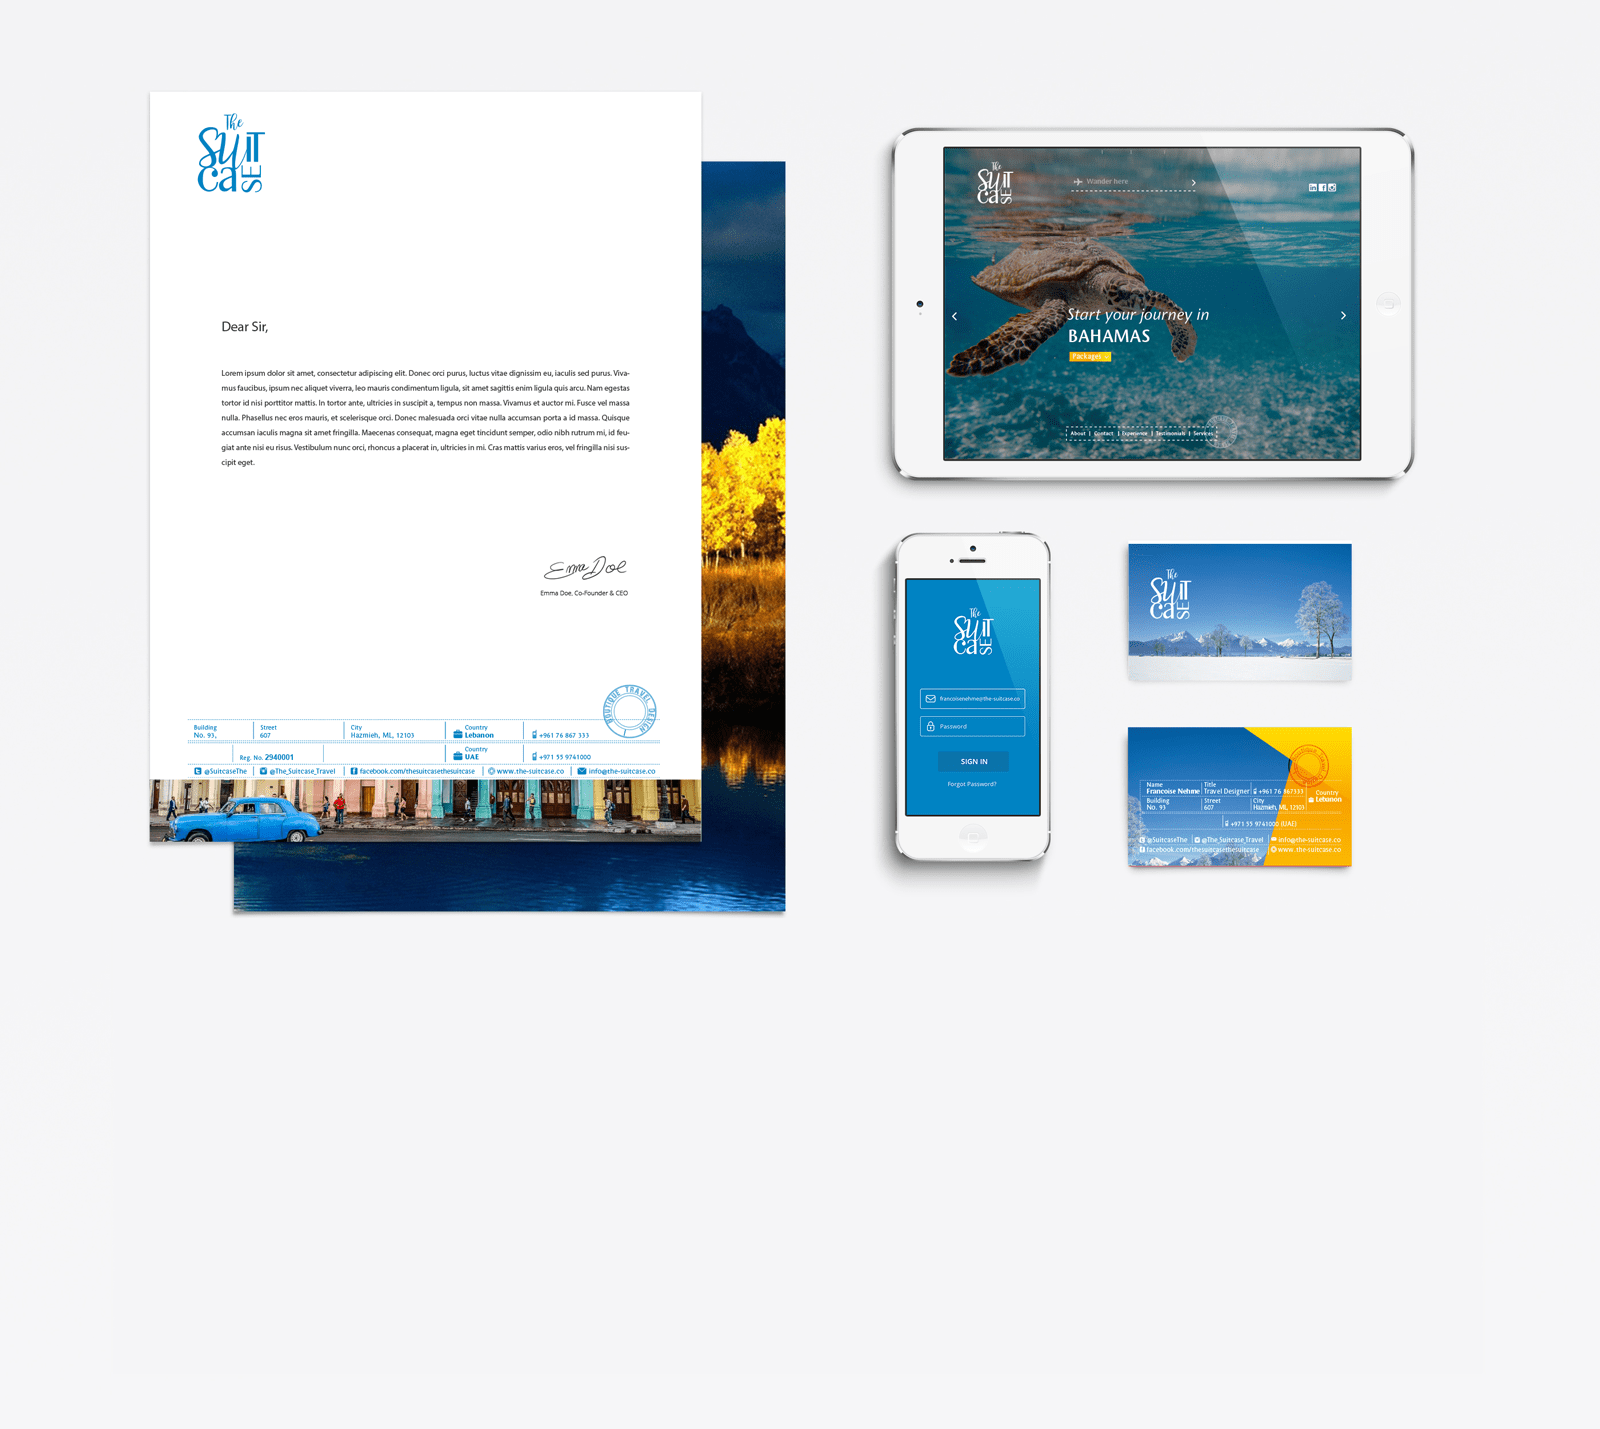 The
SUIT
CASE
Dear Sir,
Lorem ipsum dolor sit amet, consectetur adipiscing elit. Donec orci purus, luctus vitae dignissim eu, iaculis sed purus. Viva-
mus faucibus, ipsum nec aliquet viverra, leo mauris condimentum ligula, sit amet sagittis enim ligula quis arcu. Nam egestas
tortor id nisi porttitor mattis. In tortor ante, ultricies in suscipit a, tempus non massa. Vivamus et auctor mi. Fusce vel massa
nulla. Phasellus nec eros mauris, et scelerisque orci. Donec malesuada orci vitae nulla accumsan porta a id massa. Quisque
accumsan iaculis magna sit amet fringilla. Maecenas consequat, magna eget tincidunt semper, odio nibh rutrum mi, id feu-
giat ante nisi eu risus. Vestibulum nunc orci, rhoncus a placerat in, ultricies in mi. Cras mattis varius eros, vel fringilla nisi sus-
cipit eget.
Emma Doe
Emma Doe, Co-Founder & CEO
BOUTIQUE TRAVEL DESIGN
Building Street City Country
No. 93, 607 Hazmieh, ML, 12103 Lebanon +961 76 867 333
Country
Reg. No. 2940001 UAE +971 55 9741000
@SuitcaseThe @The_Suitcase_Travel facebook.com/thesuitcasethesuitcase www.the-suitcase.co info@the-suitcase.co
The
SUIT
CASE
Wander here
Start your journey in
BAHAMAS
Packages
About | Contact | Experience | Testimonials | Services
The
SUIT
CASE
francoisenehme@the-suitcase.co
Password
SIGN IN
Forgot Password?
The
SUIT
CASE
Name Title
Francoise Nehme Travel Designer +961 76 867333 Country
Building Street City Lebanon
No. 93 607 Hazmieh, ML, 12103
+971 55 9741000 (UAE)
@SuitcaseThe @The_Suitcase_Travel info@the-suitcase.co
facebook.com/thesuitcasethesuitcase www.the-suitcase.co